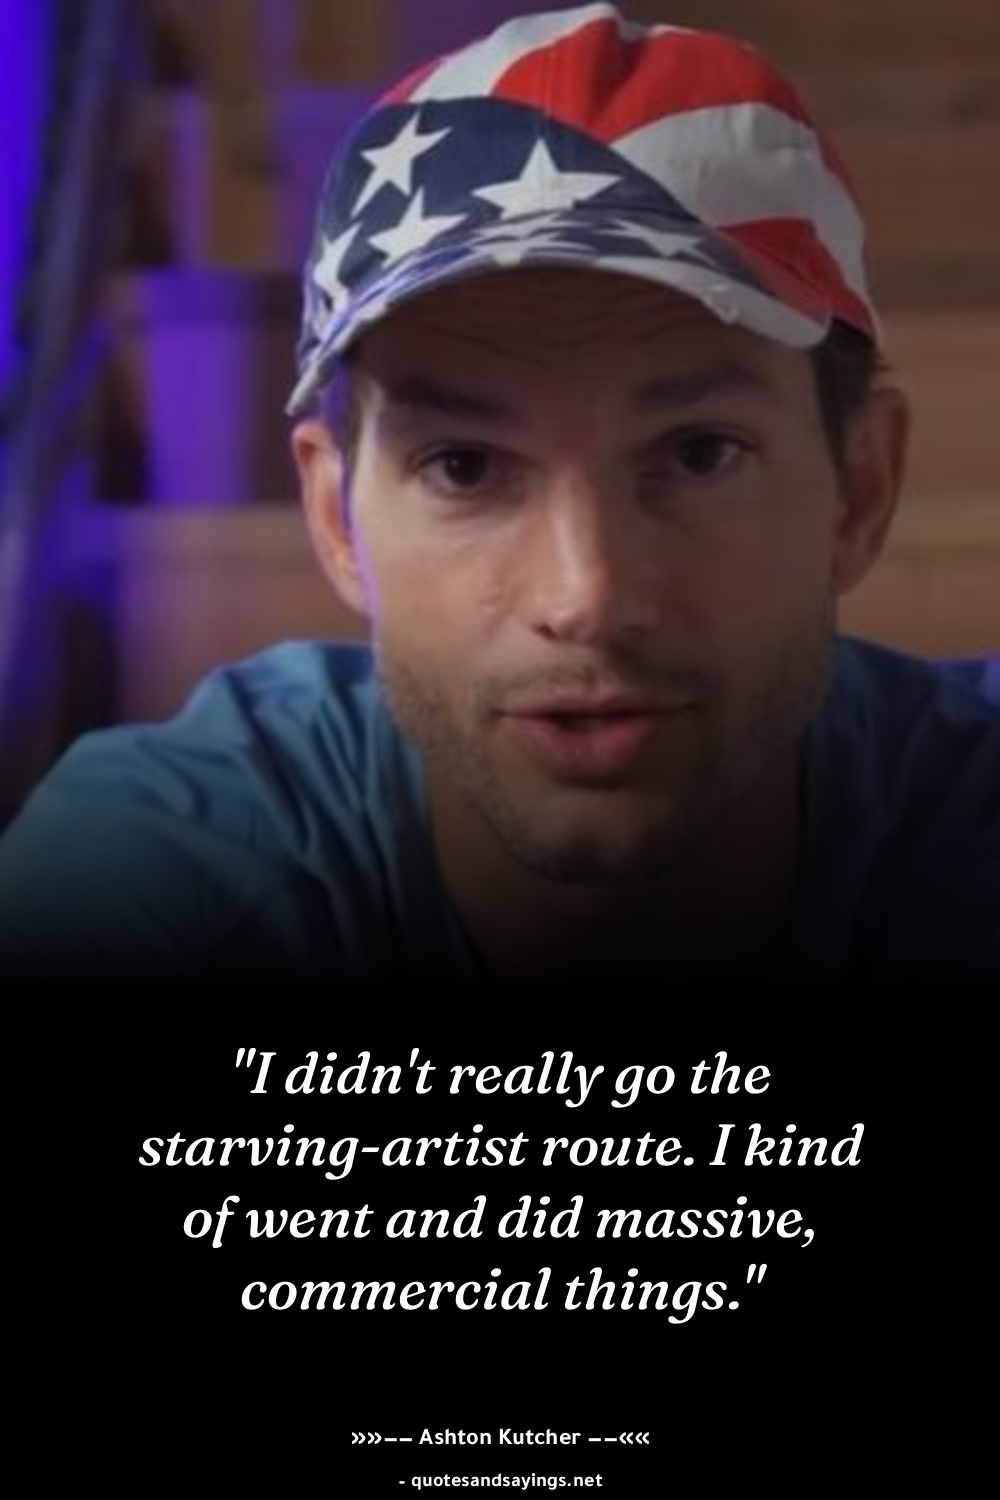 "I didn't really go the
starving-artist route. I kind
of went and did massive,
commercial things."
»»–– Ashton Kutcher ––««
- quotesandsayings.net